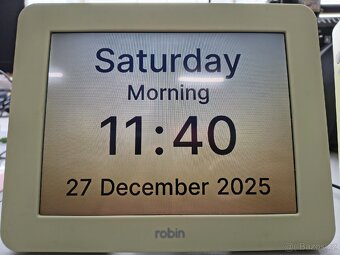 Saturday
Morning
11:40
27 December 2025
robin